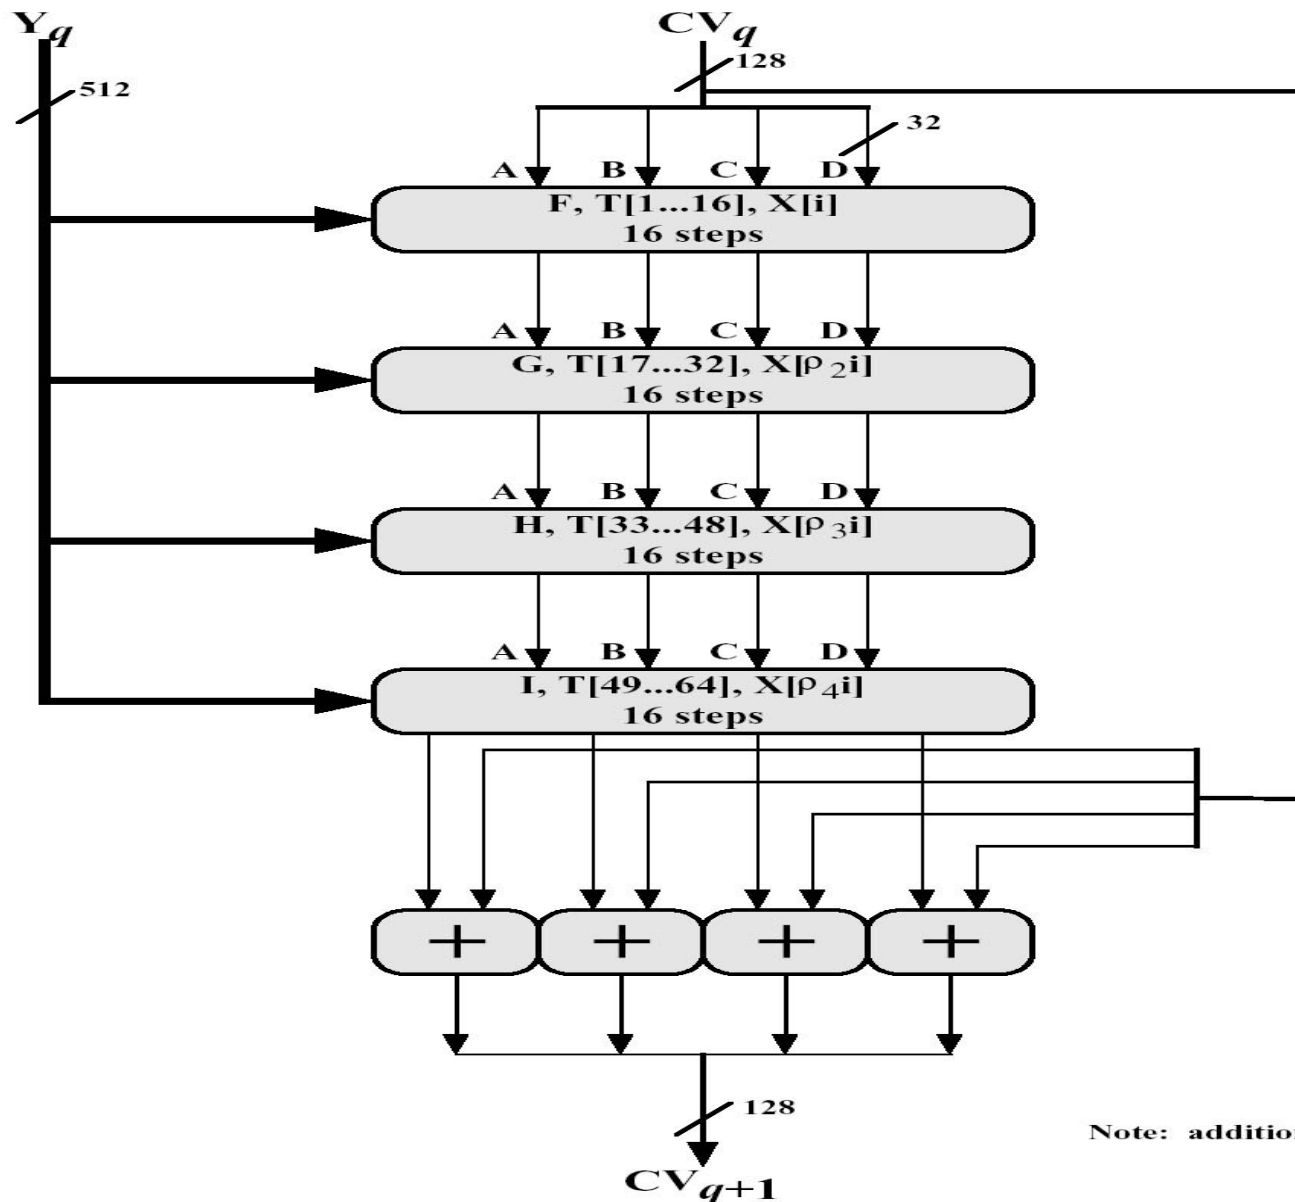 Yq
CVq
128
512
32
A B C D
F, T[1...16], X[i]
16 steps
A B C D
G, T[17...32], X[ρ2i]
16 steps
A B C D
H, T[33...48], X[ρ3i]
16 steps
A B C D
I, T[49...64], X[ρ4i]
16 steps
+ + + +
128
Note: addition
CVq+1